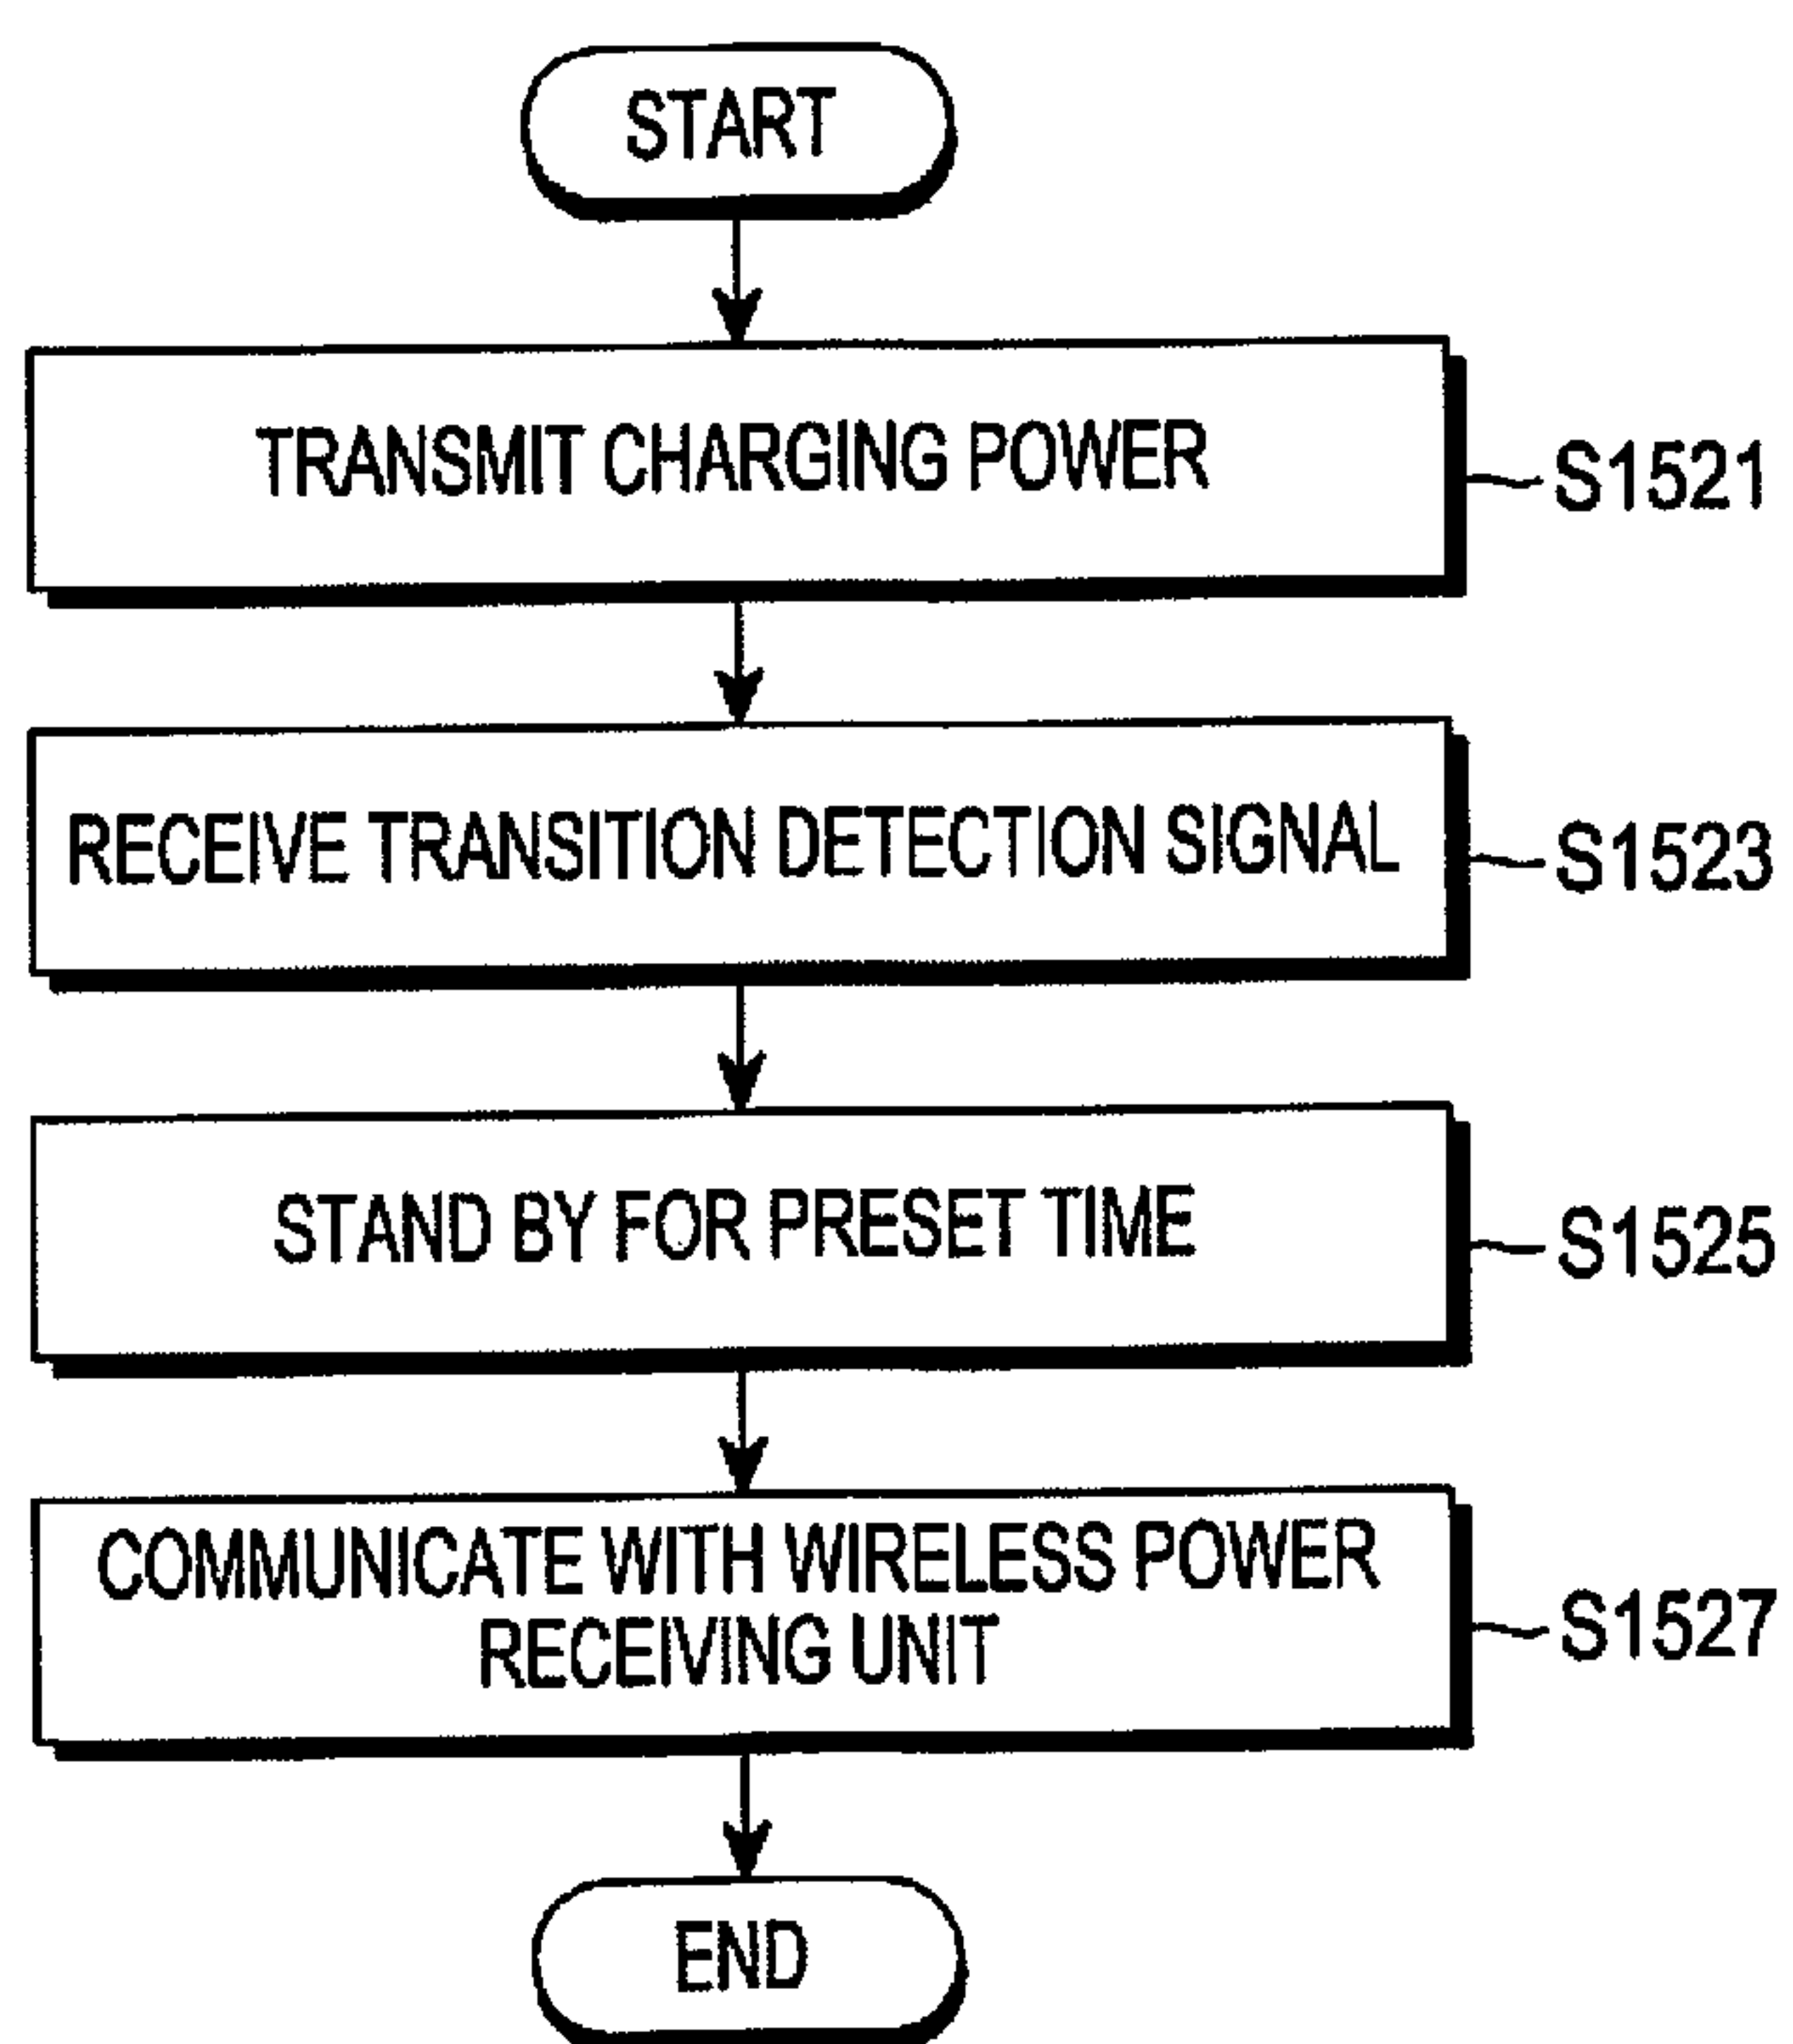 START
TRANSMIT CHARGING POWER
S1521
RECEIVE TRANSITION DETECTION SIGNAL
S1523
STAND BY FOR PRESET TIME
S1525
COMMUNICATE WITH WIRELESS POWER
RECEIVING UNIT
S1527
END